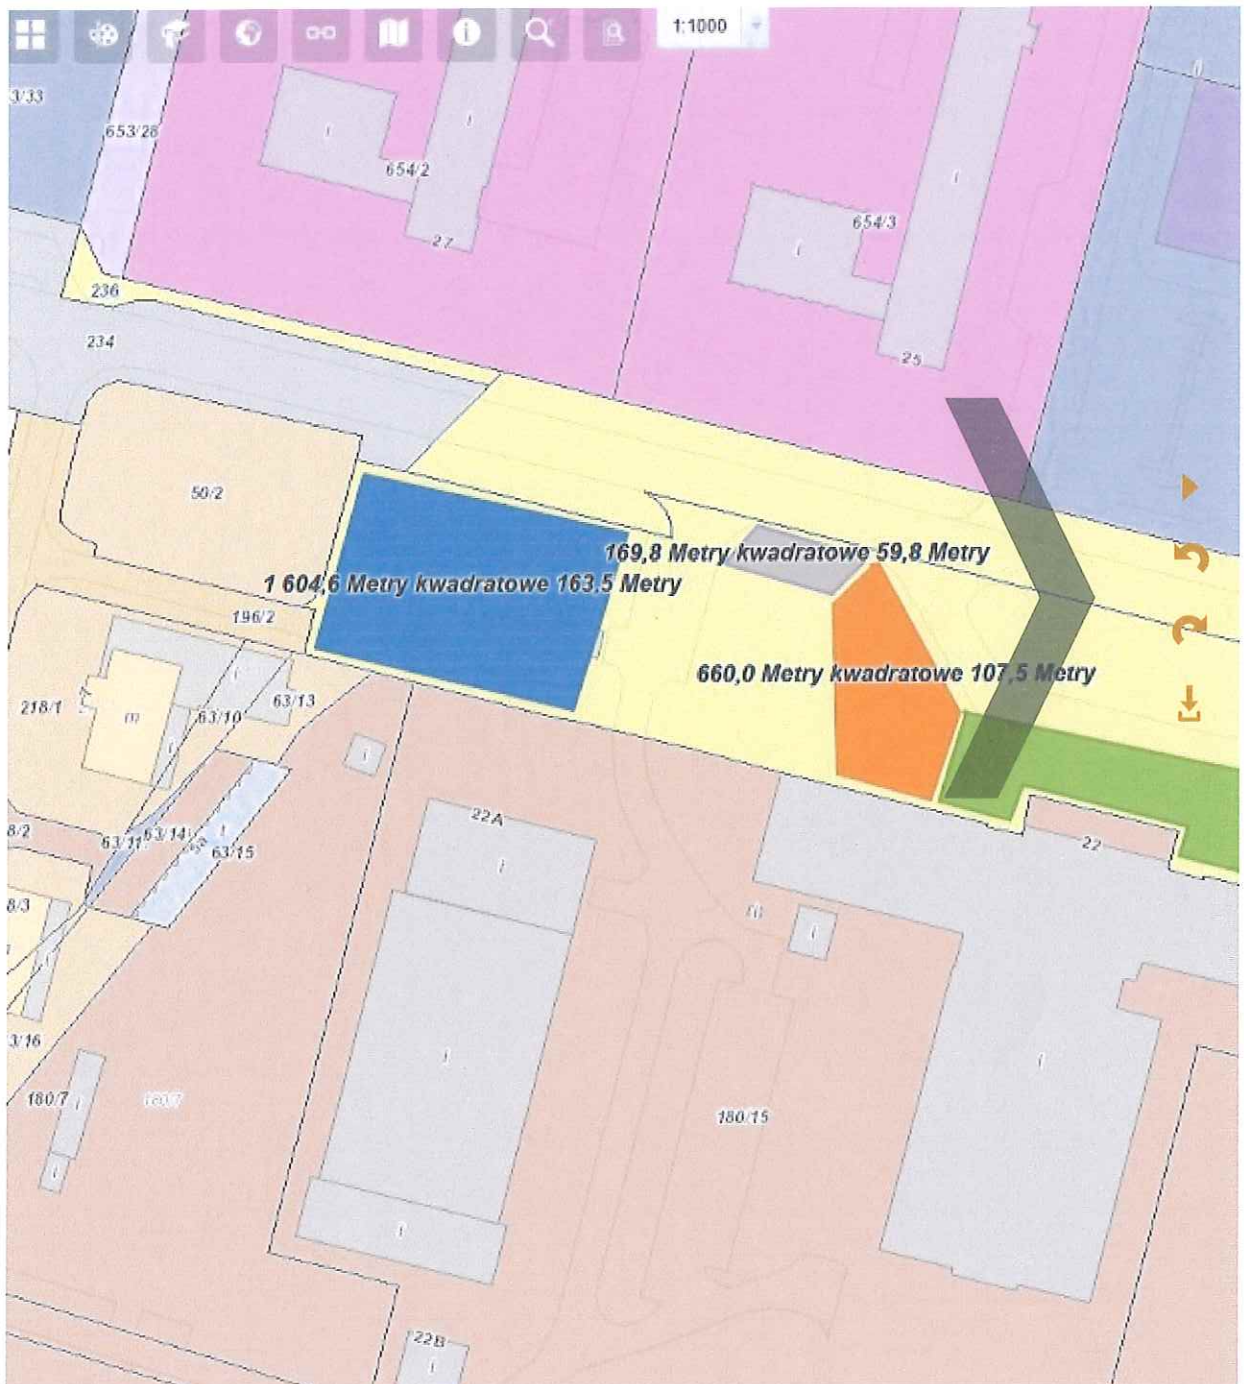 1:1000
3/33
653/28
i
i
654/2
i
654/3
i
i
27
236
234
25
50/2
169,8 Metry kwadratowe 59,8 Metry
1 604,6 Metry kwadratowe 163,5 Metry
196/2
660,0 Metry kwadratowe 107,5 Metry
218/1
m
i
63/13
63/10
i
i
8/2
63/11
63/14
t
63/15
22A
22
i
8/3
i
i
3/16
i
i
180/7
i
180/7
180/15
i
i
22B
i